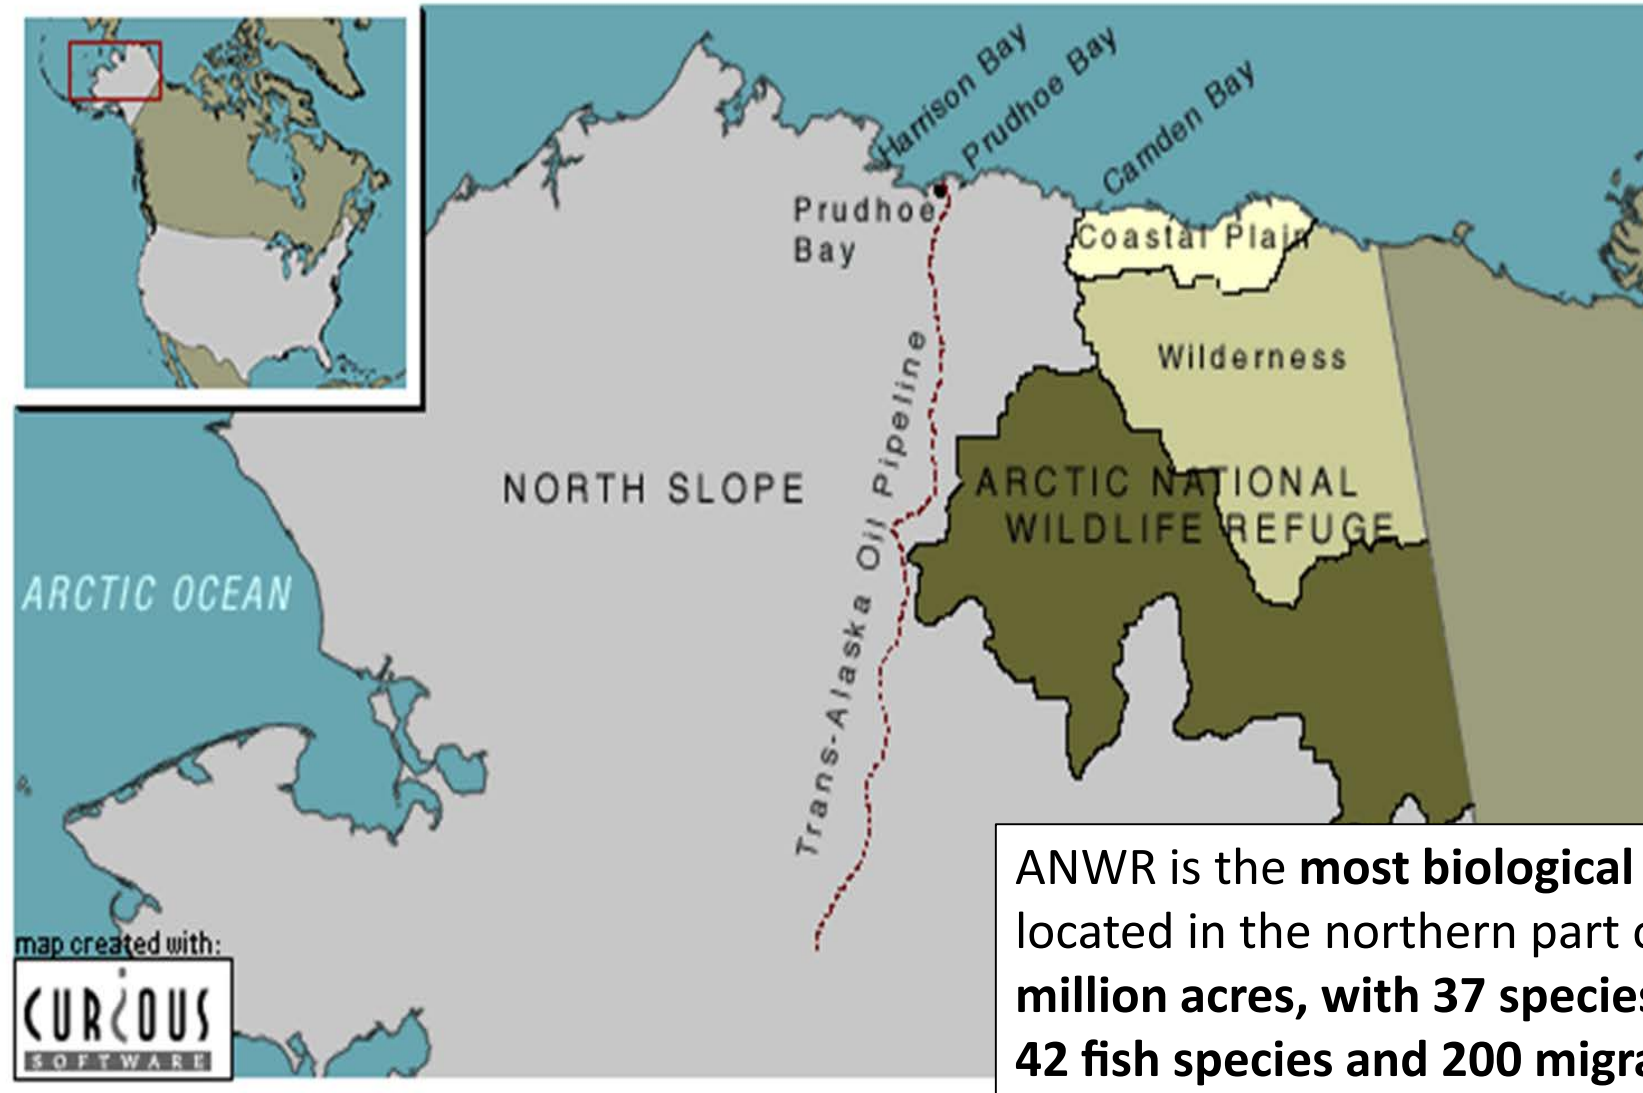 Harrison Bay
Prudhoe Bay
Camden Bay
Prudhoe
Bay
Coastal Plain
Wilderness
Trans-Alaska Oil Pipeline
NORTH SLOPE
ARCTIC NATIONAL
WILDLIFE REFUGE
ARCTIC OCEAN
ANWR is the most biological
located in the northern part
million acres, with 37 species
42 fish species and 200 migra
map created with:
CURIOUS
SOFTWARE